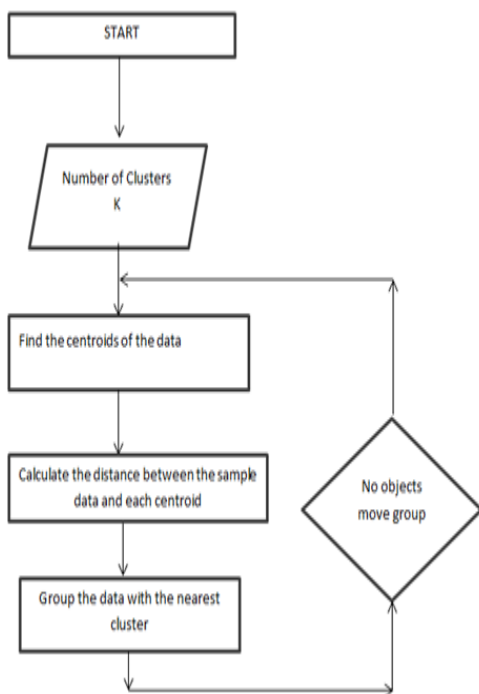 START
Number of Clusters
K
Find the centroids of the data
Calculate the distance between the sample
data and each centroid
No objects
move group
Group the data with the nearest
cluster